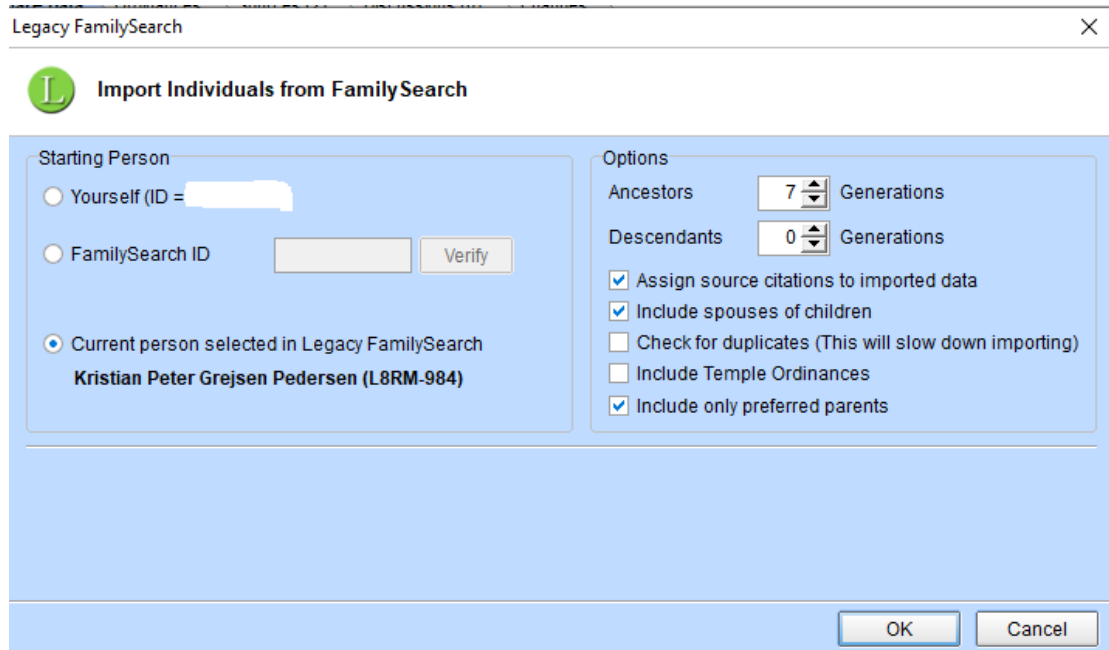 Legacy FamilySearch
L
Import Individuals from FamilySearch
Starting Person
Yourself (ID =
FamilySearch ID
Verify
Current person selected in Legacy FamilySearch
Kristian Peter Grejsen Pedersen (L8RM-984)
Options
Ancestors 7 Generations
Descendants 0 Generations
Assign source citations to imported data
Include spouses of children
Check for duplicates (This will slow down importing)
Include Temple Ordinances
Include only preferred parents
OK Cancel